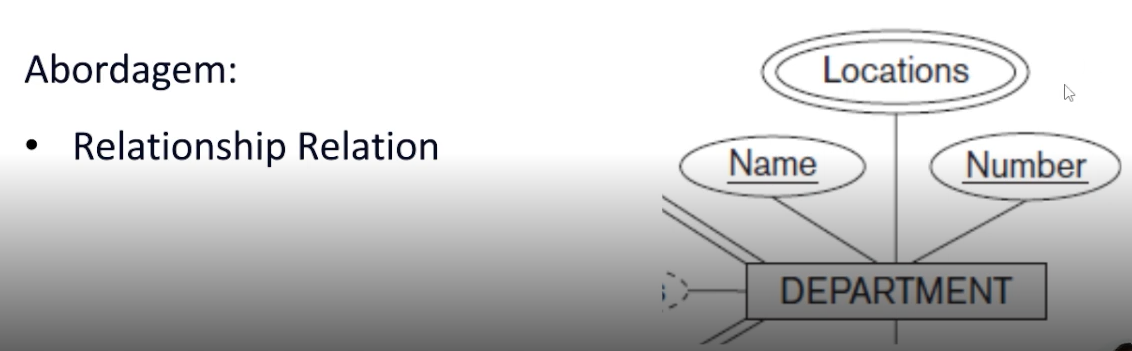 Abordagem:
• Relationship Relation
Locations
Name
Number
DEPARTMENT